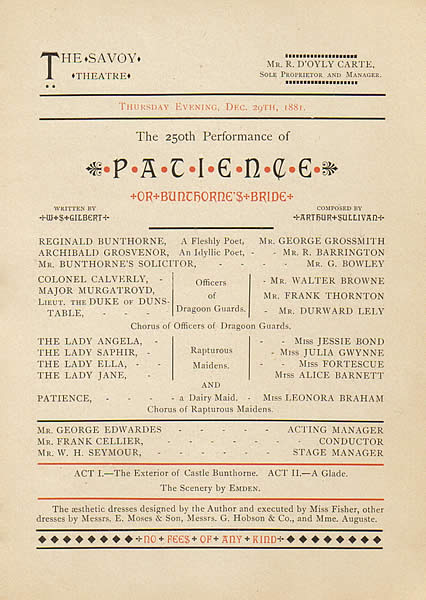 THE SAVOY THEATRE
MR. R. D'OYLY CARTE,
SOLE PROPRIETOR AND MANAGER.
THURSDAY EVENING, DEC. 29TH, 1881.
The 250th Performance of
PATIENCE
OR BUNTHORNE'S BRIDE
WRITTEN BY
W S GILBERT
COMPOSED BY
ARTHUR SULLIVAN
REGINALD BUNTHORNE, A Fleshly Poet, MR. GEORGE GROSSMITH
ARCHIBALD GROSVENOR, An Idyllic Poet, - - MR. R. BARRINGTON
MR. BUNTHORNE'S SOLICITOR, - - - MR. G. BOWLEY
COLONEL CALVERLY, - Officers - MR. WALTER BROWNE
MAJOR MURGATROYD, of MR. FRANK THORNTON
LIEUT. THE DUKE OF DUNS-
TABLE, - - Dragoon Guards. - MR. DURWARD LELY
Chorus of Officers of Dragoon Guards.
THE LADY ANGELA, - - - MISS JESSIE BOND
THE LADY SAPHIR, - Rapturous - MISS JULIA GWYNNE
THE LADY ELLA, - - Maidens. - - MISS FORTESCUE
THE LADY JANE, - - MISS ALICE BARNETT
AND
PATIENCE, - - a Dairy Maid. - MISS LEONORA BRAHAM
Chorus of Rapturous Maidens.
MR. GEORGE EDWARDES - - - - ACTING MANAGER
MR. FRANK CELLIER, - - - - - CONDUCTOR
MR. W. H. SEYMOUR, - - - - STAGE MANAGER
ACT I.—The Exterior of Castle Bunthorne. ACT II.—A Glade.
The Scenery by EMDEN.
The æsthetic dresses designed by the Author and executed by Miss Fisher, other
dresses by Messrs. E. Moses & Son, Messrs. G. Hobson & Co., and Mme. Auguste.
NO FEES OF ANY KIND